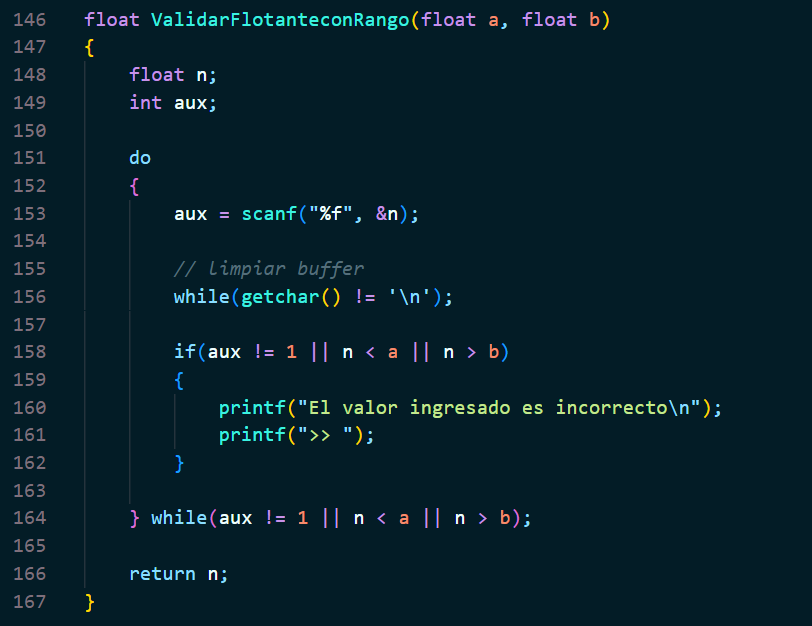 146 float ValidarFlotanteconRango(float a, float b)
147 {
148 float n;
149 int aux;
150
151 do
152 {
153 aux = scanf("%f", &n);
154
155 // limpiar buffer
156 while(getchar() != '\n');
157
158 if(aux != 1 || n < a || n > b)
159 {
160 printf("El valor ingresado es incorrecto\n");
161 printf(">> ");
162 }
163
164 } while(aux != 1 || n < a || n > b);
165
166 return n;
167 }